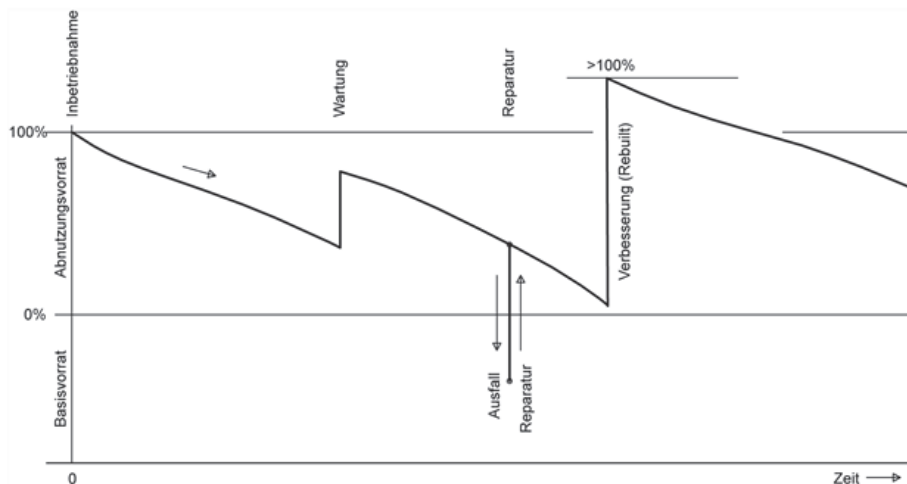 Inbetriebnahme
Wartung
Reparatur
>100%
100%
Abnutzungsvorrat
Verbesserung (Rebuilt)
0%
Basisvorrat
Ausfall
Reparatur
0
Zeit